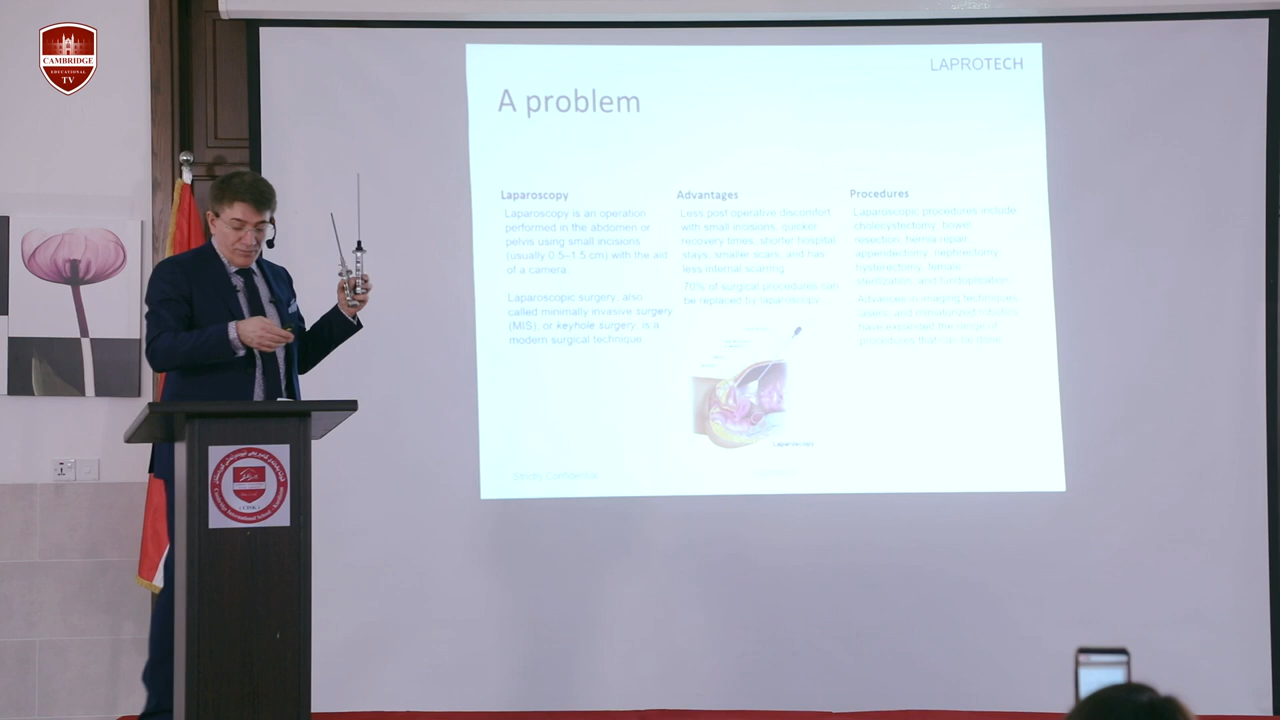 CAMBRIDGE
EDUCATIONAL
TV
LAPROTECH
A problem
Laparoscopy
Laparoscopy is an operation
performed in the abdomen or
pelvis using small incisions
(usually 0.5–1.5 cm) with the aid
of a camera.
Laparoscopic surgery, also
called minimally invasive surgery
(MIS), or keyhole surgery, is a
modern surgical technique
Advantages
Less post operative discomfort
with small incisions, quicker
recovery times, shorter hospital
stays, smaller scars, and has
less internal scarring
70% of surgical procedures can
be replaced by laparoscopy
Laparoscopy
Procedures
Laparoscopic procedures include
cholecystectomy, bowel
resection, hernia repair,
appendectomy, nephrectomy,
hysterectomy, female
sterilization, and fundoplication.
Advances in imaging techniques
have expanded the range of
procedures that can be done
Strictly Confidential
Cambridge International School